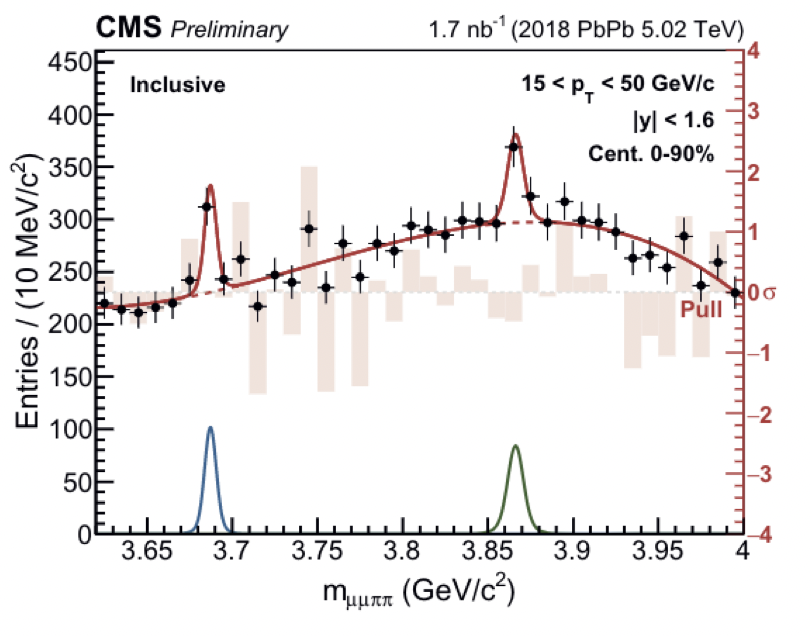 CMS Preliminary 1.7 nb⁻¹ (2018 PbPb 5.02 TeV)
Inclusive
15 < p_T < 50 GeV/c
|y| < 1.6
Cent. 0-90%
Entries / (10 MeV/c²)
450
400
350
300
250
200
150
100
50
0
4
3
2
1
0 σ
Pull
−1
−2
−3
−4
3.65 3.7 3.75 3.8 3.85 3.9 3.95 4
m_μμππ (GeV/c²)